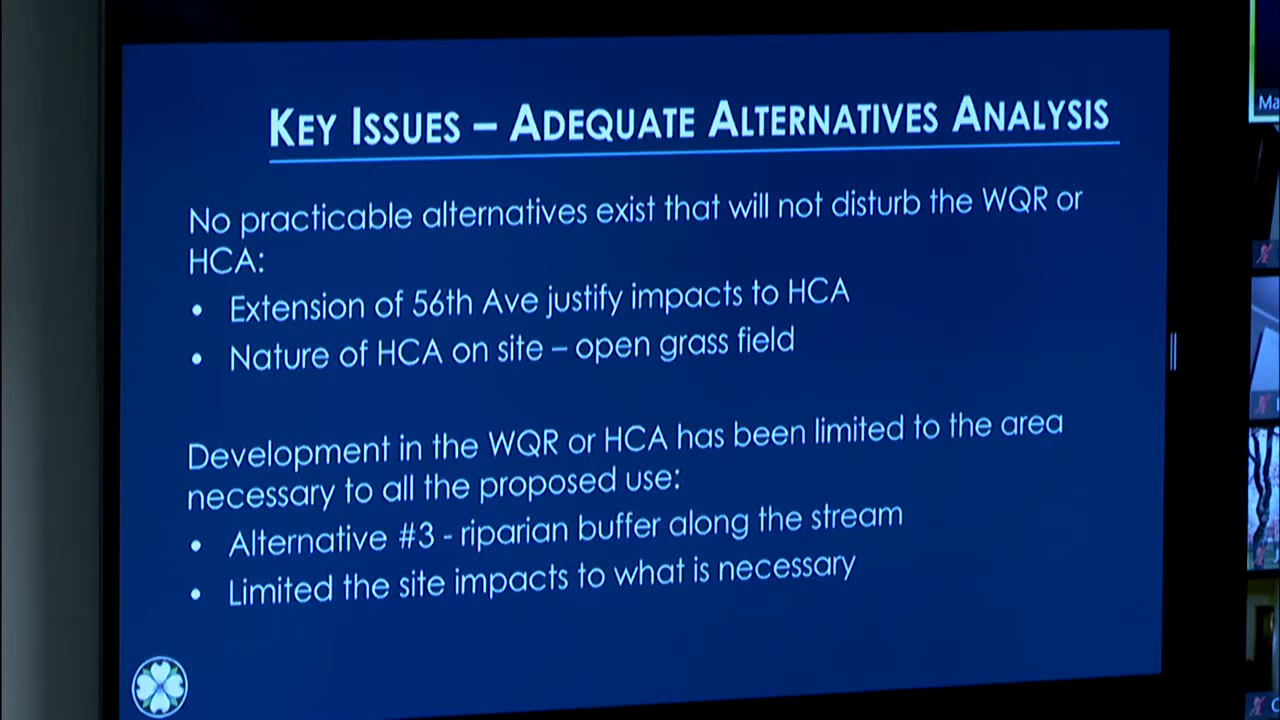 KEY ISSUES – ADEQUATE ALTERNATIVES ANALYSIS
No practicable alternatives exist that will not disturb the WQR or
HCA:
• Extension of 56th Ave justify impacts to HCA
• Nature of HCA on site – open grass field
Development in the WQR or HCA has been limited to the area
necessary to all the proposed use:
• Alternative #3 - riparian buffer along the stream
• Limited the site impacts to what is necessary
Ma